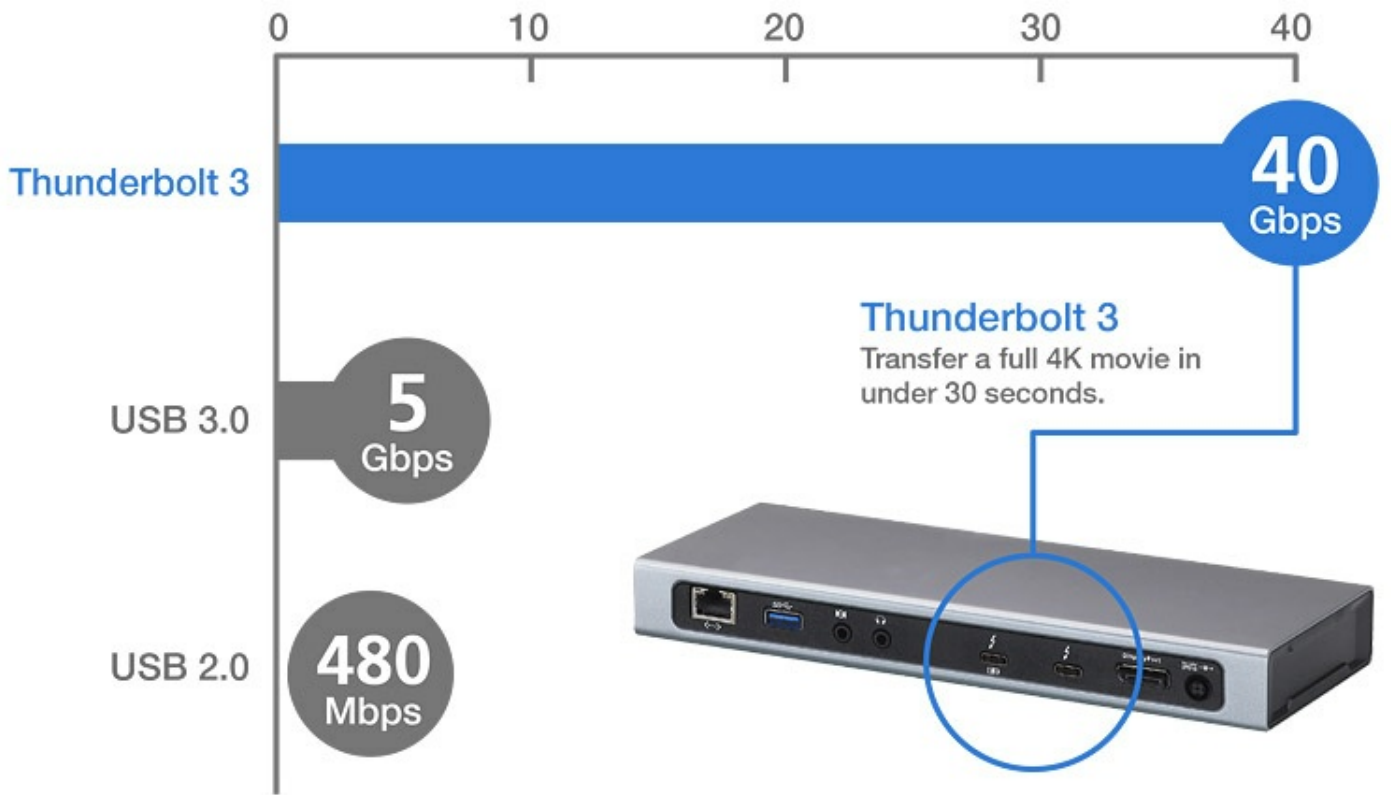 0 10 20 30 40
Thunderbolt 3
40
Gbps
Thunderbolt 3
Transfer a full 4K movie in
under 30 seconds.
USB 3.0
5
Gbps
USB 2.0
480
Mbps